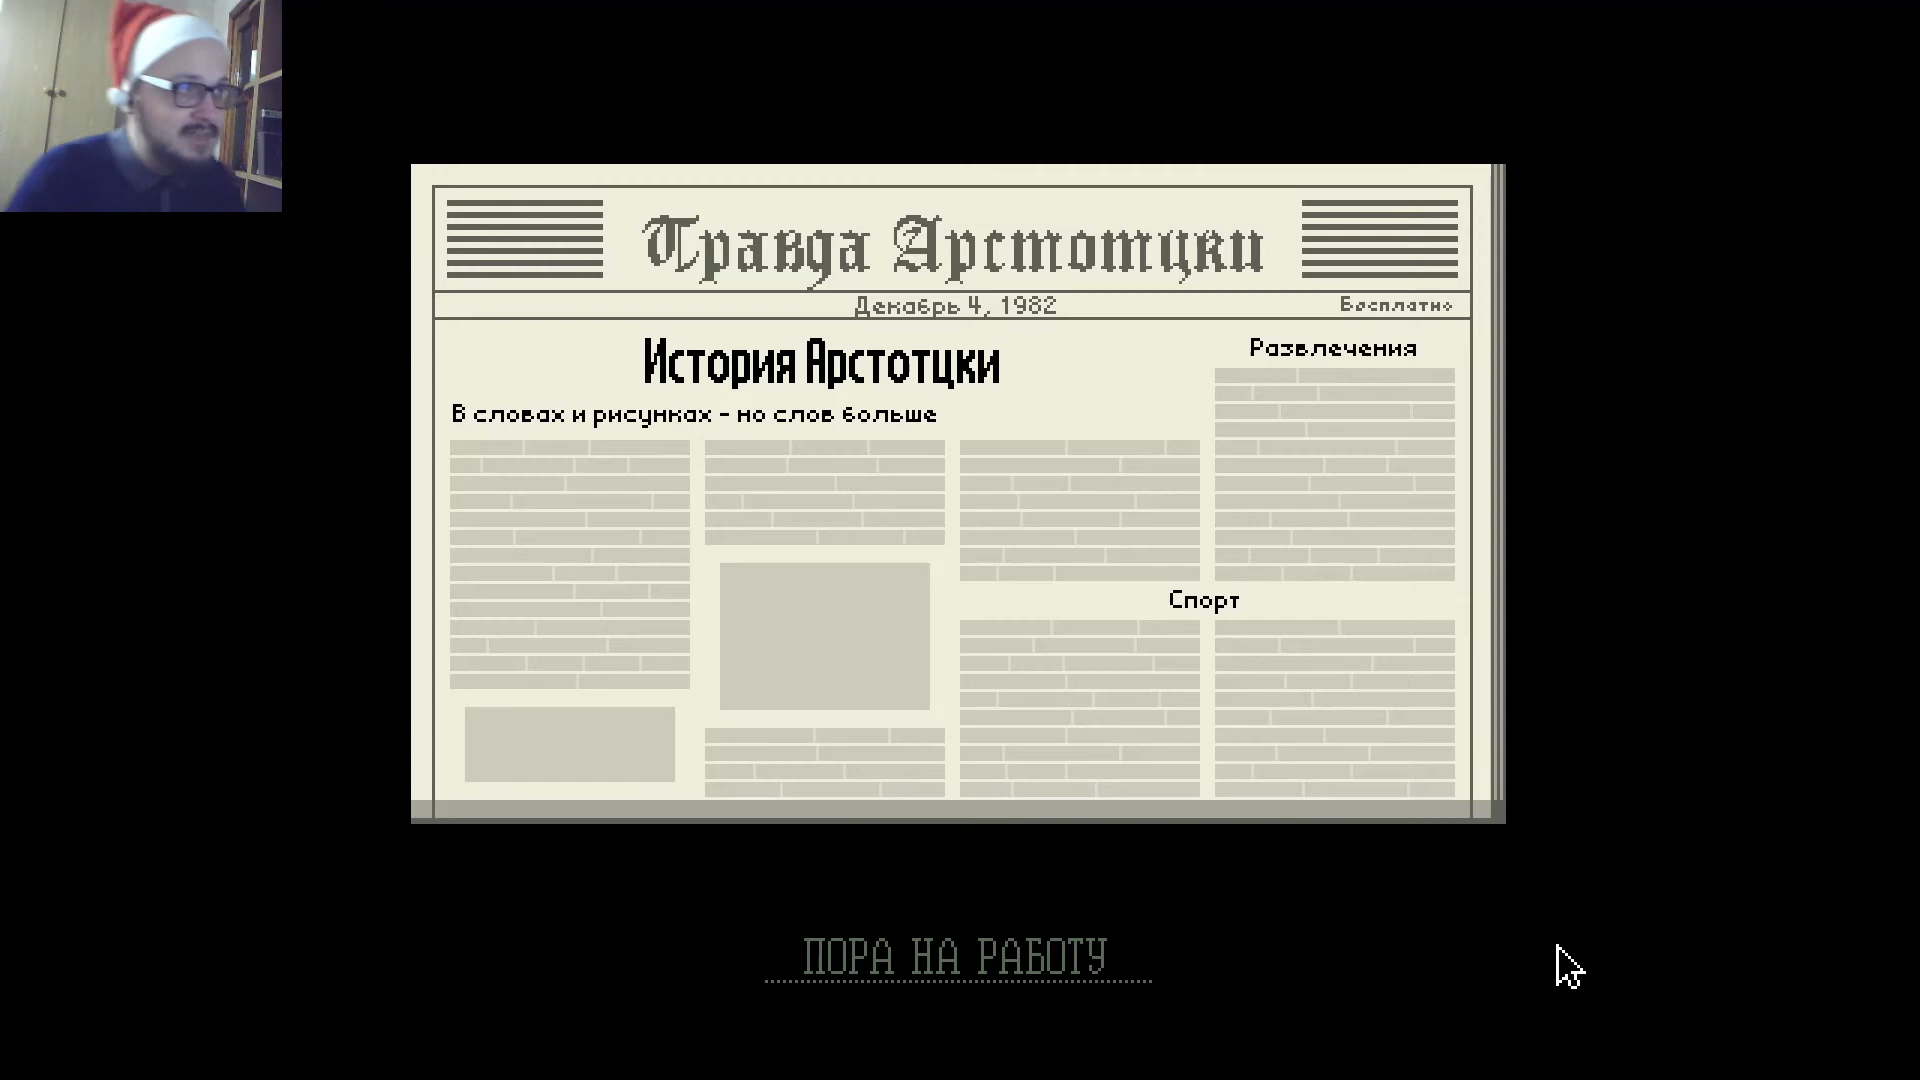 Правда Арстотцки
Декабрь 4, 1982
Бесплатно
История Арстотцки
В словах и рисунках - но слов больше
Развлечения
Спорт
ПОРА НА РАБОТУ